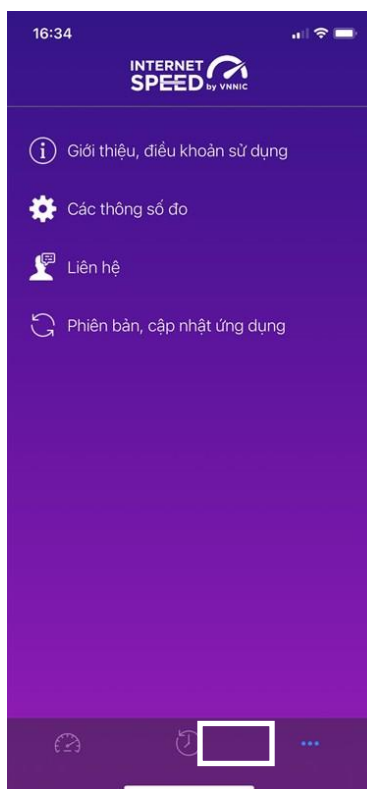 16:34
INTERNET
SPEED by VNNIC
Giới thiệu, điều khoản sử dụng
Các thông số đo
Liên hệ
Phiên bản, cập nhật ứng dụng